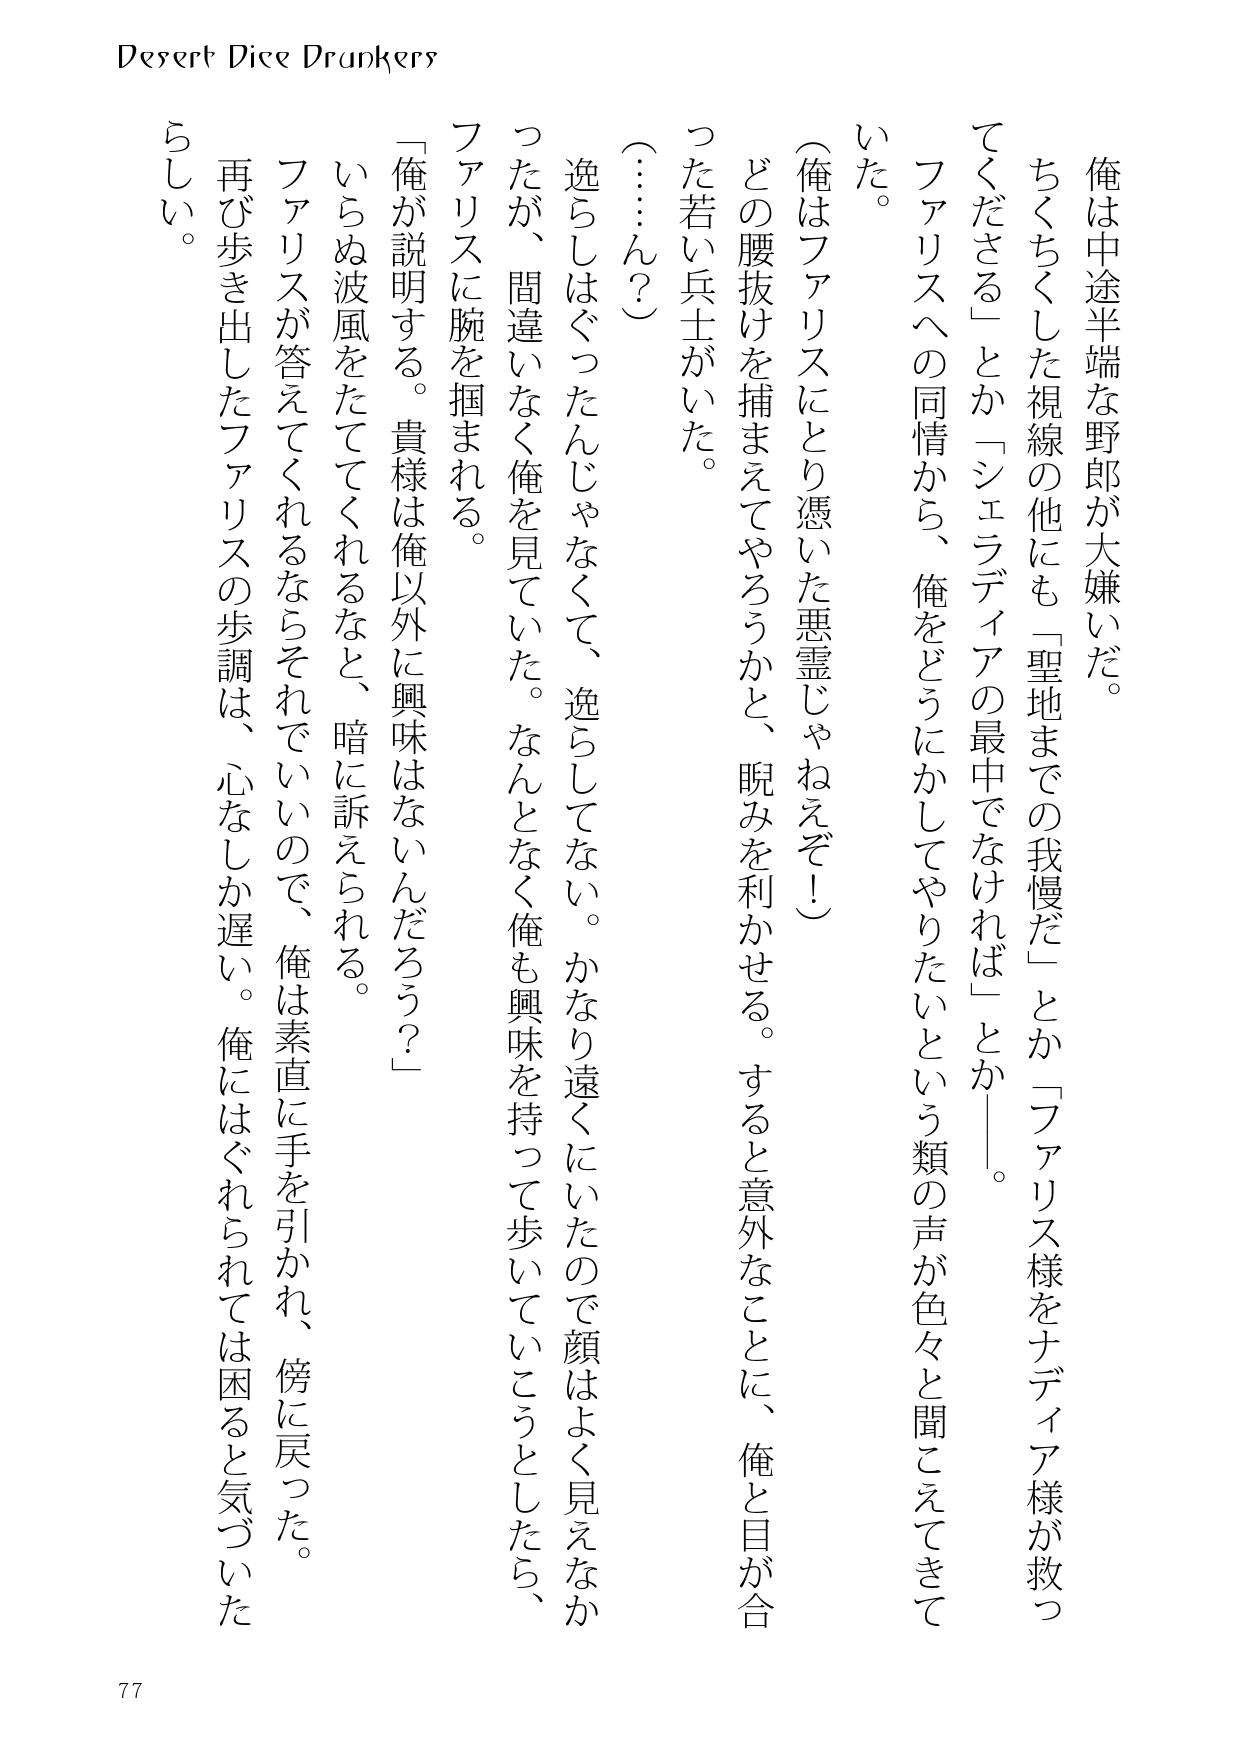 Desert Dice Drunkers
　俺は中途半端な野郎が大嫌いだ。
　ちくちくした視線の他にも「聖地までの我慢だ」とか「ファリス様をナディア様が救っ
てくださる」とか「シェラディアの最中でなければ」とか――。
　ファリスへの同情から、俺をどうにかしてやりたいという類の声が色々と聞こえてきて
いた。
（俺はファリスにとり憑いた悪霊じゃねえぞ！）
　どの腰抜けを捕まえてやろうかと、睨みを利かせる。すると意外なことに、俺と目が合
った若い兵士がいた。
（……ん？）
　逸らしはぐったんじゃなくて、逸らしてない。かなり遠くにいたので顔はよく見えなか
ったが、間違いなく俺を見ていた。なんとなく俺も興味を持って歩いていこうとしたら、
ファリスに腕を掴まれる。
「俺が説明する。貴様は俺以外に興味はないんだろう？」
　いらぬ波風をたててくれるなと、暗に訴えられる。
　ファリスが答えてくれるならそれでいいので、俺は素直に手を引かれ、傍に戻った。
　再び歩き出したファリスの歩調は、心なしか遅い。俺にはぐれられては困ると気づいた
らしい。
77